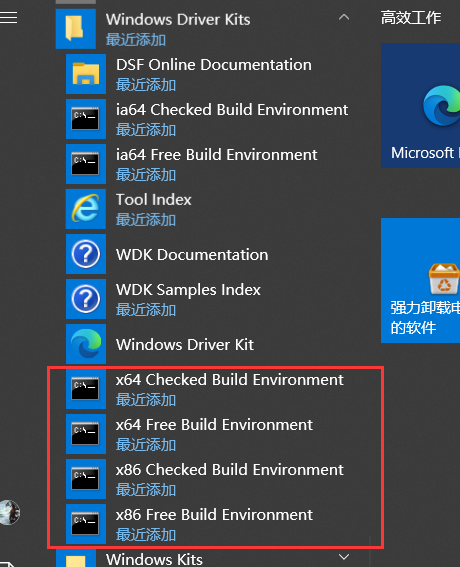 Windows Driver Kits
最近添加
高效工作
DSF Online Documentation
最近添加
ia64 Checked Build Environment
最近添加
ia64 Free Build Environment
最近添加
Microsoft
Tool Index
最近添加
WDK Documentation
WDK Samples Index
最近添加
强力卸载电
的软件
Windows Driver Kit
x64 Checked Build Environment
最近添加
x64 Free Build Environment
最近添加
x86 Checked Build Environment
最近添加
x86 Free Build Environment
最近添加
Windows Kits